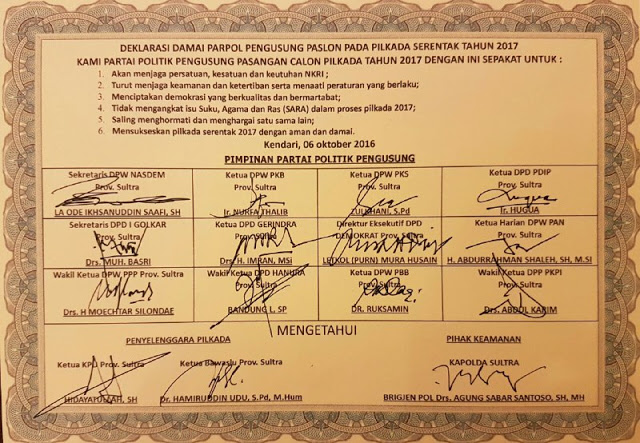 DEKLARASI DAMAI PARPOL PENGUSUNG PASLON PADA PILKADA SERENTAK TAHUN 2017
KAMI PARTAI POLITIK PENGUSUNG PASANGAN CALON PILKADA TAHUN 2017 DENGAN INI SEPAKAT UNTUK :
1. Akan menjaga persatuan, kesatuan dan keutuhan NKRI ;
2. Turut menjaga keamanan dan ketertiban serta menaati peraturan yang berlaku;
3. Menciptakan demokrasi yang berkualitas dan bermartabat;
4. Tidak mengangkat isu Suku, Agama dan Ras (SARA) dalam proses pilkada 2017;
5. Saling menghormati dan menghargai satu sama lain;
6. Mensukseskan pilkada serentak 2017 dengan aman dan damai.
Kendari, 06 oktober 2016
PIMPINAN PARTAI POLITIK PENGUSUNG
Sekretaris DPW NASDEM
Prov. Sultra
LA ODE IKHSANUDDIN SAAFI, SH
Ketua DPW PKB
Prov. Sultra
Ir. NURFA THALIB
Ketua DPW PKS
Prov. Sultra
ZULKHANI, S.Pd
Ketua DPD PDIP
Prov. Sultra
Ir. HUGUA
Sekretaris DPD I GOLKAR
Prov. Sultra
Drs. MUH. BASRI
Ketua DPD GERINDRA
Prov. Sultra
Drs. H. IMRAN, MSi
Direktur Eksekutif DPD
DEMOKRAT Prov. Sultra
LETKOL (PURN) MURA HUSAIN
Ketua Harian DPW PAN
Prov. Sultra
H. ABDURRAHMAN SHALEH, SH, M.SI
Wakil Ketua DPW PPP Prov. Sultra
Drs. H MOECHTAR SILONDAE
Wakil Ketua DPD HANURA
Prov. Sultra
BANDUNG L. SP
Wakil Ketua DPW PBB
Prov. Sultra
DR. RUKSAMIN
Wakil Ketua DPP PKPI
Prov. Sultra
Drs. ABDUL KARIM
MENGETAHUI
PENYELENGGARA PILKADA
Ketua KPU Prov. Sultra
HIDAYATULLAH, SH
Ketua Bawaslu Prov. Sultra
Dr. HAMIRUDDIN UDU, S.Pd, M.Hum
PIHAK KEAMANAN
KAPOLDA SULTRA
BRIGJEN POL Drs. AGUNG SABAR SANTOSO, SH, MH